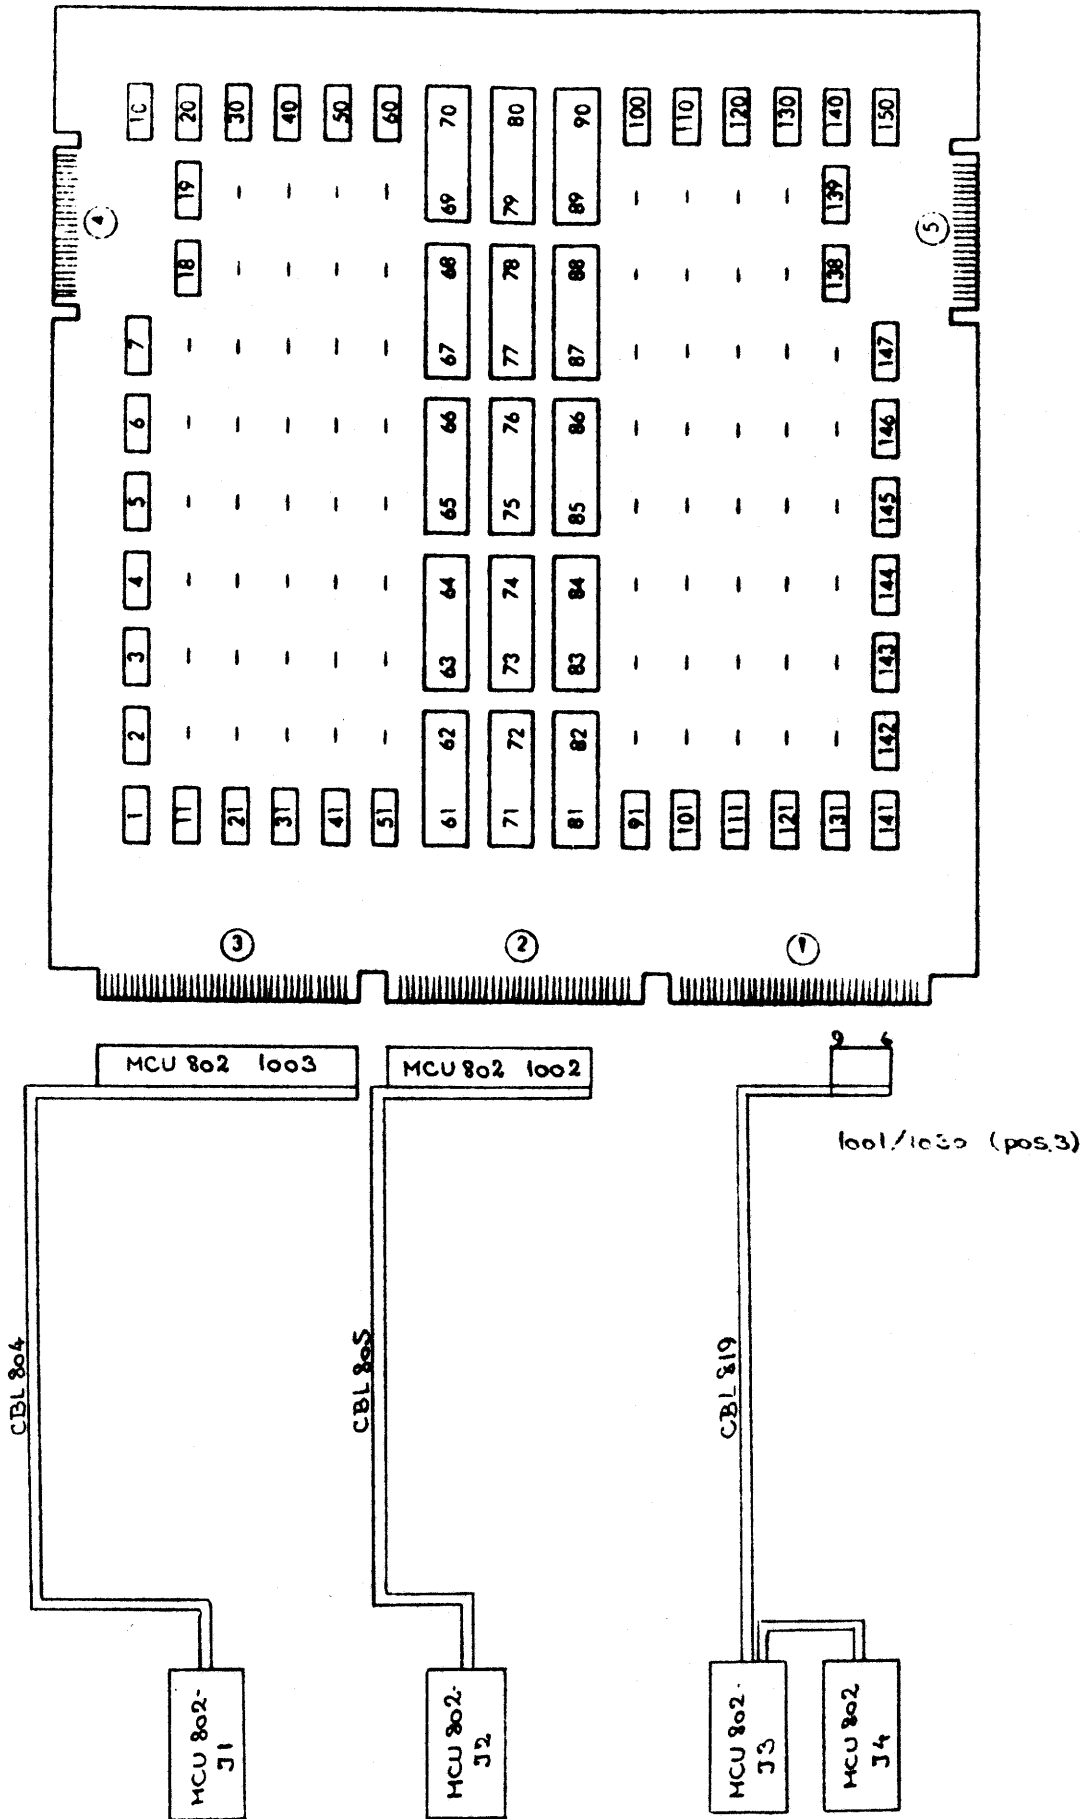 10 20 30 40 50 60 70 80 90 100 110 120 130 140 150
19 69 79 89 139
4 5
18 68 78 88 138
7 67 77 87 147
6 66 76 86 146
5 65 75 85 145
4 64 74 84 144
3 63 73 83 143
2 62 72 82 142
1 11 21 31 41 51 61 71 81 91 101 111 121 131 141
3 2 1
MCU 802 1003
MCU 802 1002
9 6
1001/1030 (pos.3)
CBL 804
CBL 805
CBL 819
MCU 802-
J1
MCU 802-
J2
MCU 802-
J3
MCU 802
J4